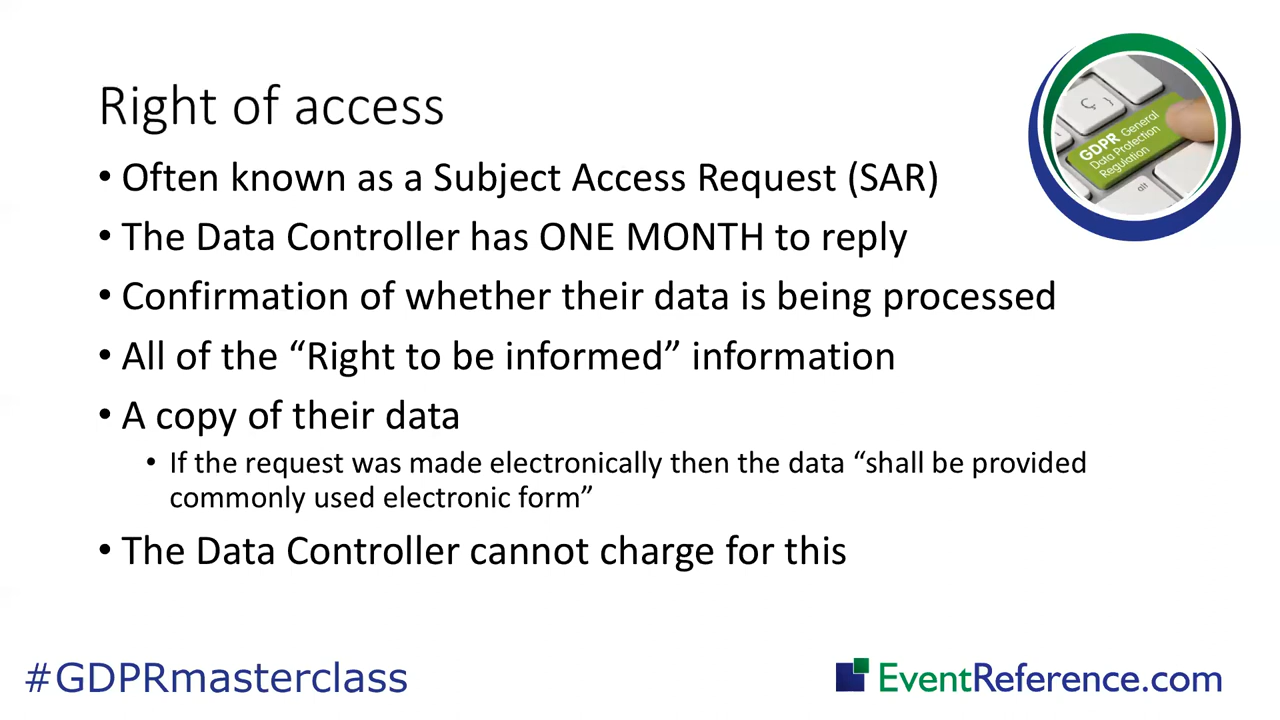 Right of access
• Often known as a Subject Access Request (SAR)
• The Data Controller has ONE MONTH to reply
• Confirmation of whether their data is being processed
• All of the “Right to be informed” information
• A copy of their data
• If the request was made electronically then the data “shall be provided
commonly used electronic form”
• The Data Controller cannot charge for this
Ç
GDPR General
Data Protection
Regulation
alt
#GDPRmasterclass
EventReference.com